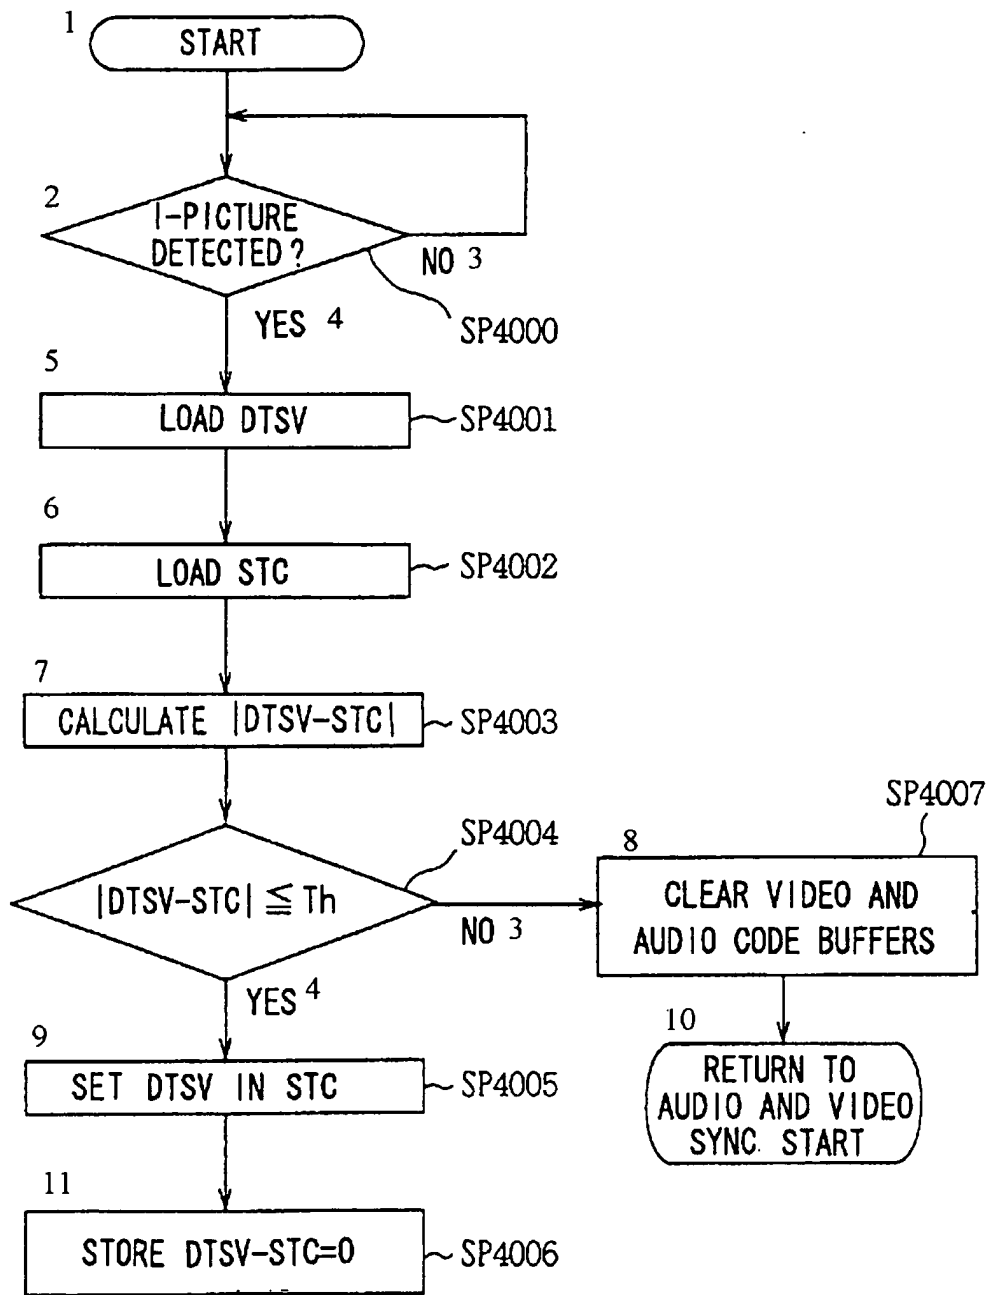 1
START
2
I-PICTURE
DETECTED?
NO 3
YES 4
SP4000
5
LOAD DTSV
SP4001
6
LOAD STC
SP4002
7
CALCULATE |DTSV-STC|
SP4003
SP4004
|DTSV-STC| ≦ Th
NO 3
YES 4
SP4007
8
CLEAR VIDEO AND
AUDIO CODE BUFFERS
9
SET DTSV IN STC
SP4005
10
RETURN TO
AUDIO AND VIDEO
SYNC. START
11
STORE DTSV-STC=0
SP4006